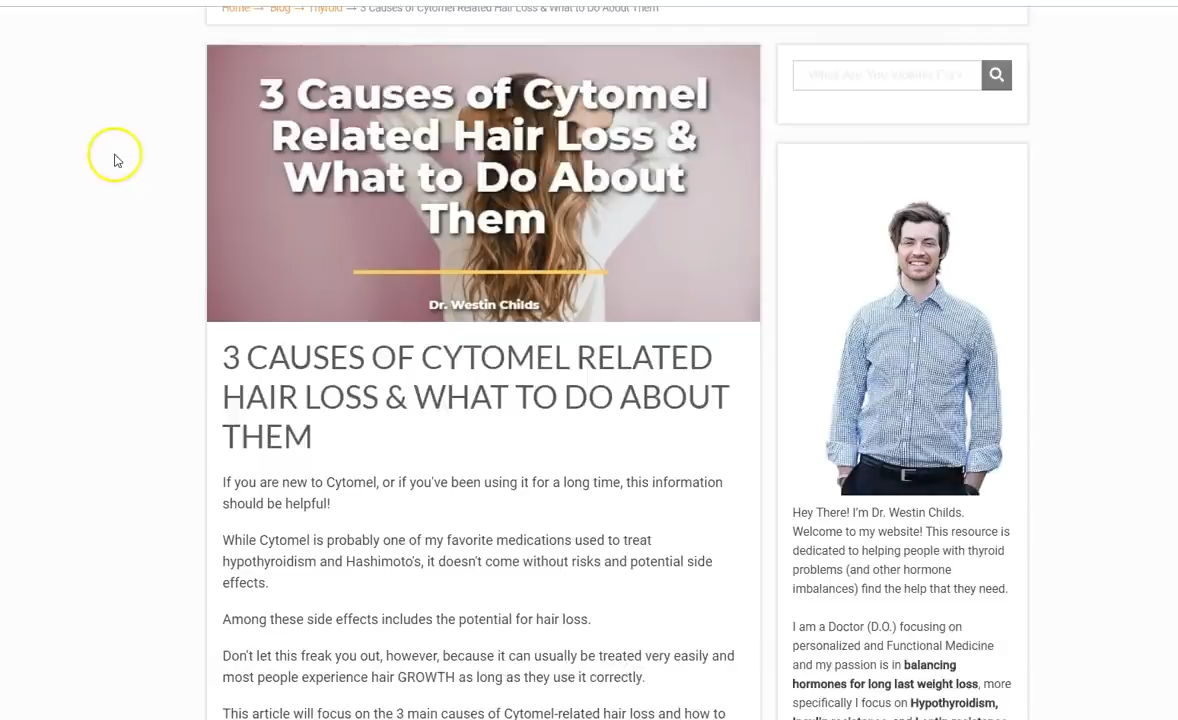 Home → Blog → Thyroid → 3 Causes of Cytomel Related Hair Loss & What to Do About Them
3 Causes of Cytomel
Related Hair Loss &
What to Do About
Them
Dr. Westin Childs
3 CAUSES OF CYTOMEL RELATED
HAIR LOSS & WHAT TO DO ABOUT
THEM
If you are new to Cytomel, or if you've been using it for a long time, this information
should be helpful!
While Cytomel is probably one of my favorite medications used to treat
hypothyroidism and Hashimoto's, it doesn't come without risks and potential side
effects.
Among these side effects includes the potential for hair loss.
Don't let this freak you out, however, because it can usually be treated very easily and
most people experience hair GROWTH as long as they use it correctly.
This article will focus on the 3 main causes of Cytomel-related hair loss and how to
What Are You looking For
Hey There! I'm Dr. Westin Childs.
Welcome to my website! This resource is
dedicated to helping people with thyroid
problems (and other hormone
imbalances) find the help that they need.
I am a Doctor (D.O.) focusing on
personalized and Functional Medicine
and my passion is in balancing
hormones for long last weight loss, more
specifically I focus on Hypothyroidism,
Insulin resistance, and Leptin resistance